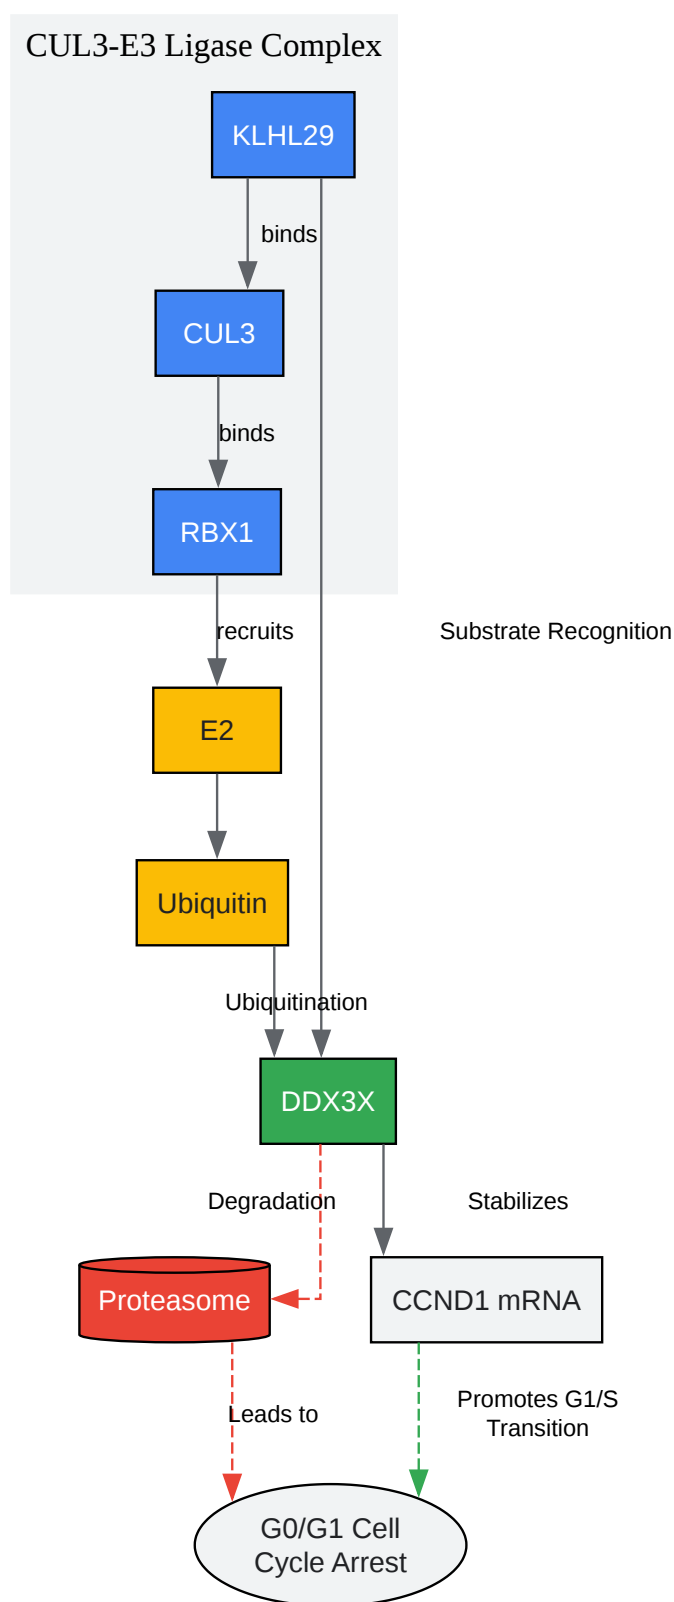 CUL3-E3 Ligase Complex
KLHL29
binds
CUL3
binds
RBX1
recruits
Substrate Recognition
E2
Ubiquitin
Ubiquitination
DDX3X
Degradation
Stabilizes
Proteasome
CCND1 mRNA
Leads to
Promotes G1/S
Transition
G0/G1 Cell
Cycle Arrest